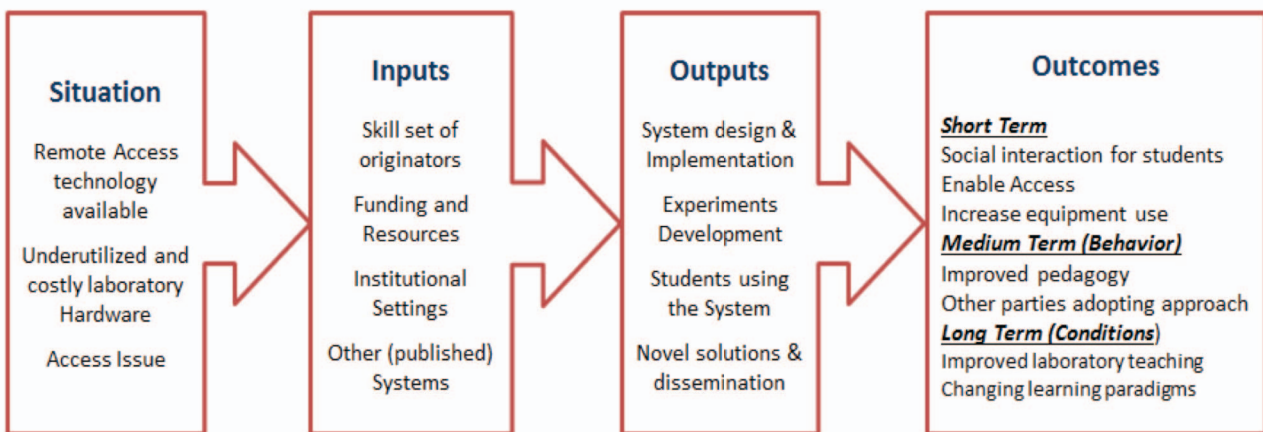 Situation
Remote Access
technology
available
Underutilized and
costly laboratory
Hardware
Access Issue
Inputs
Skill set of
originators
Funding and
Resources
Institutional
Settings
Other (published)
Systems
Outputs
System design &
Implementation
Experiments
Development
Students using
the System
Novel solutions &
dissemination
Outcomes
Short Term
Social interaction for students
Enable Access
Increase equipment use
Medium Term (Behavior)
Improved pedagogy
Other parties adopting approach
Long Term (Conditions)
Improved laboratory teaching
Changing learning paradigms